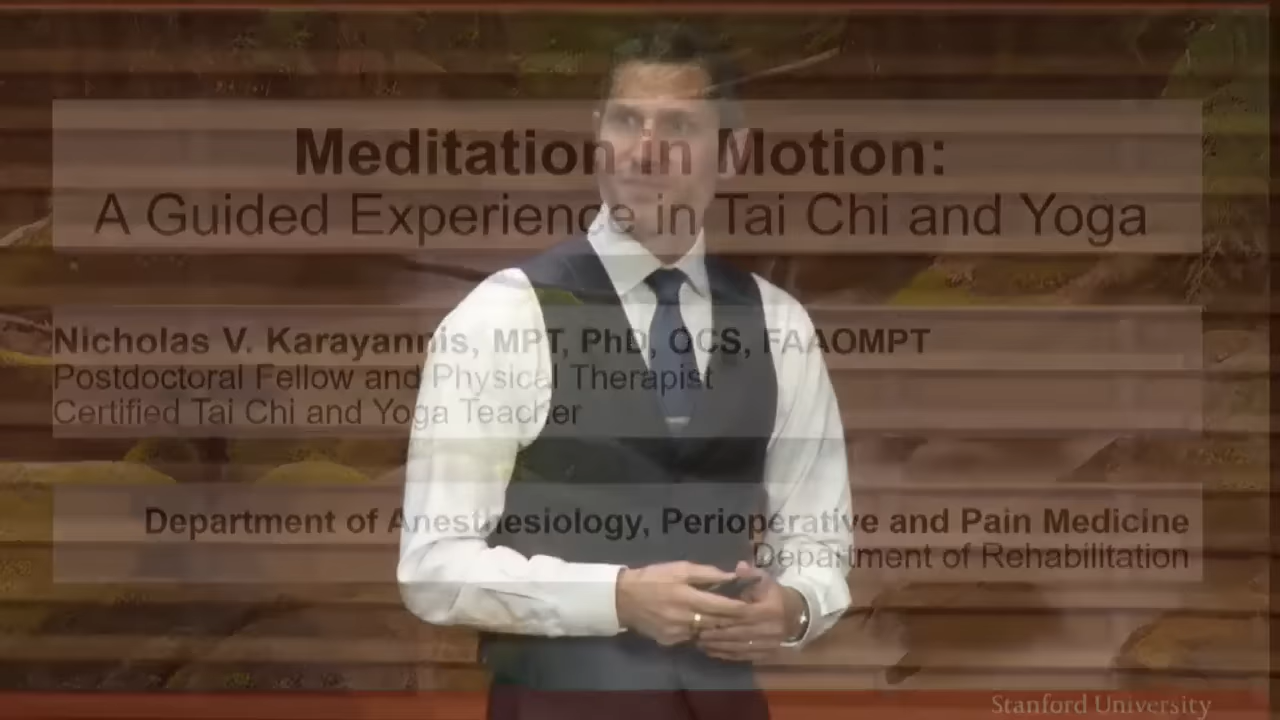 Meditation in Motion:
A Guided Experience in Tai Chi and Yoga
Nicholas V. Karayannis, MPT, PhD, OCS, FAAOMPT
Postdoctoral Fellow and Physical Therapist
Certified Tai Chi and Yoga Teacher
Department of Anesthesiology, Perioperative and Pain Medicine
Department of Rehabilitation
Stanford University